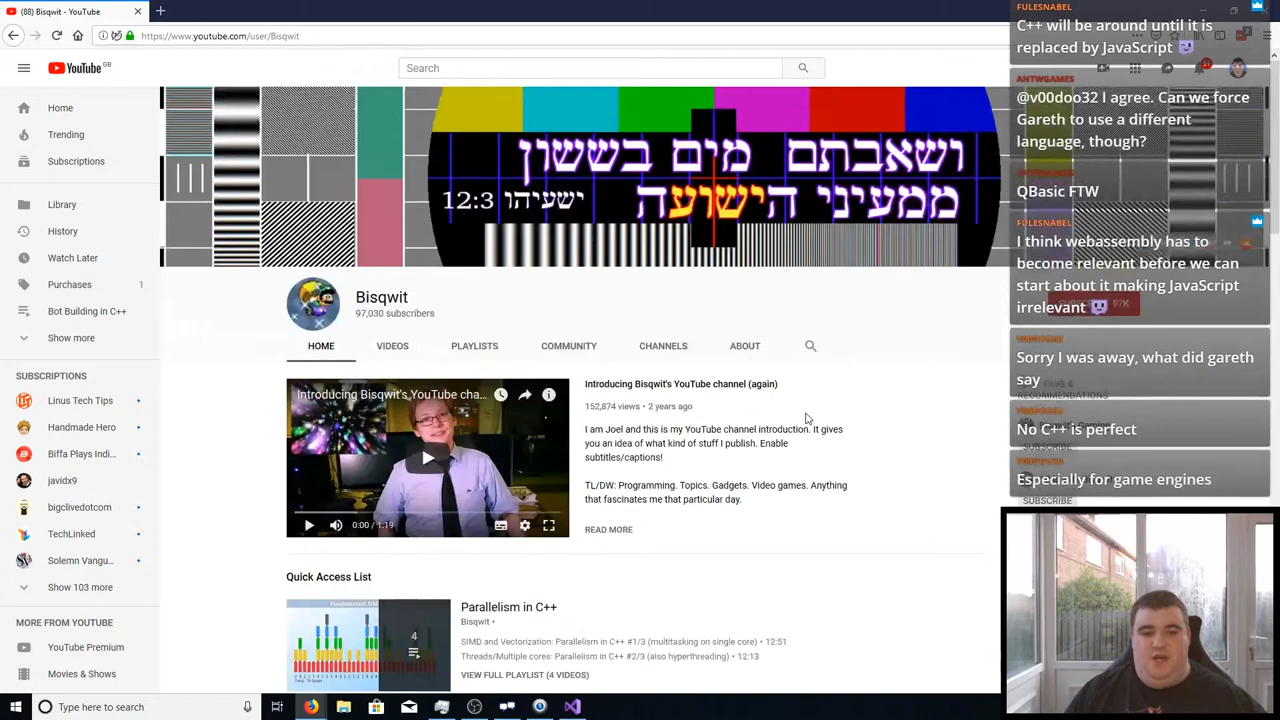 (88) Bisqwit - YouTube
https://www.youtube.com/user/Bisqwit
YouTube GB
Search
Home
Trending
Subscriptions
Library
History
Watch Later
Purchases 1
Bot Building in C++
Show more
SUBSCRIPTIONS
Linus Tech Tips
Handmade Hero
Biffa Plays Indi...
javidx9
bigclivedotcom
TechLinked
Solemn Vangu...
Show 103 more
MORE FROM YOUTUBE
YouTube Premium
Movies & Shows
ושאבתם מים בששון
ממעיני הישועה
ישעיהו 12:3
Bisqwit
97,030 subscribers
HOME VIDEOS PLAYLISTS COMMUNITY CHANNELS ABOUT
Introducing Bisqwit's YouTube cha...
0:00 / 1:19
Introducing Bisqwit's YouTube channel (again)
152,874 views • 2 years ago
I am Joel and this is my YouTube channel introduction. It gives
you an idea of what kind of stuff I publish. Enable
subtitles/captions!
TL/DW: Programming. Topics. Gadgets. Video games. Anything
that fascinates me that particular day.
READ MORE
Quick Access List
4
Parallelism in C++
Bisqwit •
SIMD and Vectorization: Parallelism in C++ #1/3 (multitasking on single core) • 12:51
Threads/Multiple cores: Parallelism in C++ #2/3 (also hyperthreading) • 12:13
VIEW FULL PLAYLIST (4 VIDEOS)
FULESNABEL
C++ will be around until it is
replaced by JavaScript
ANTWGAMES
@v00doo32 I agree. Can we force
Gareth to use a different
language, though?
ANTWGAMES
QBasic FTW
FULESNABEL
I think webassembly has to
become relevant before we can
start about it making JavaScript
irrelevant
Sorry I was away, what did gareth
say
RECOMMENDATIONS
No C++ is perfect
SUBSCRIBE
Especially for game engines
SUBSCRIBE
Type here to search